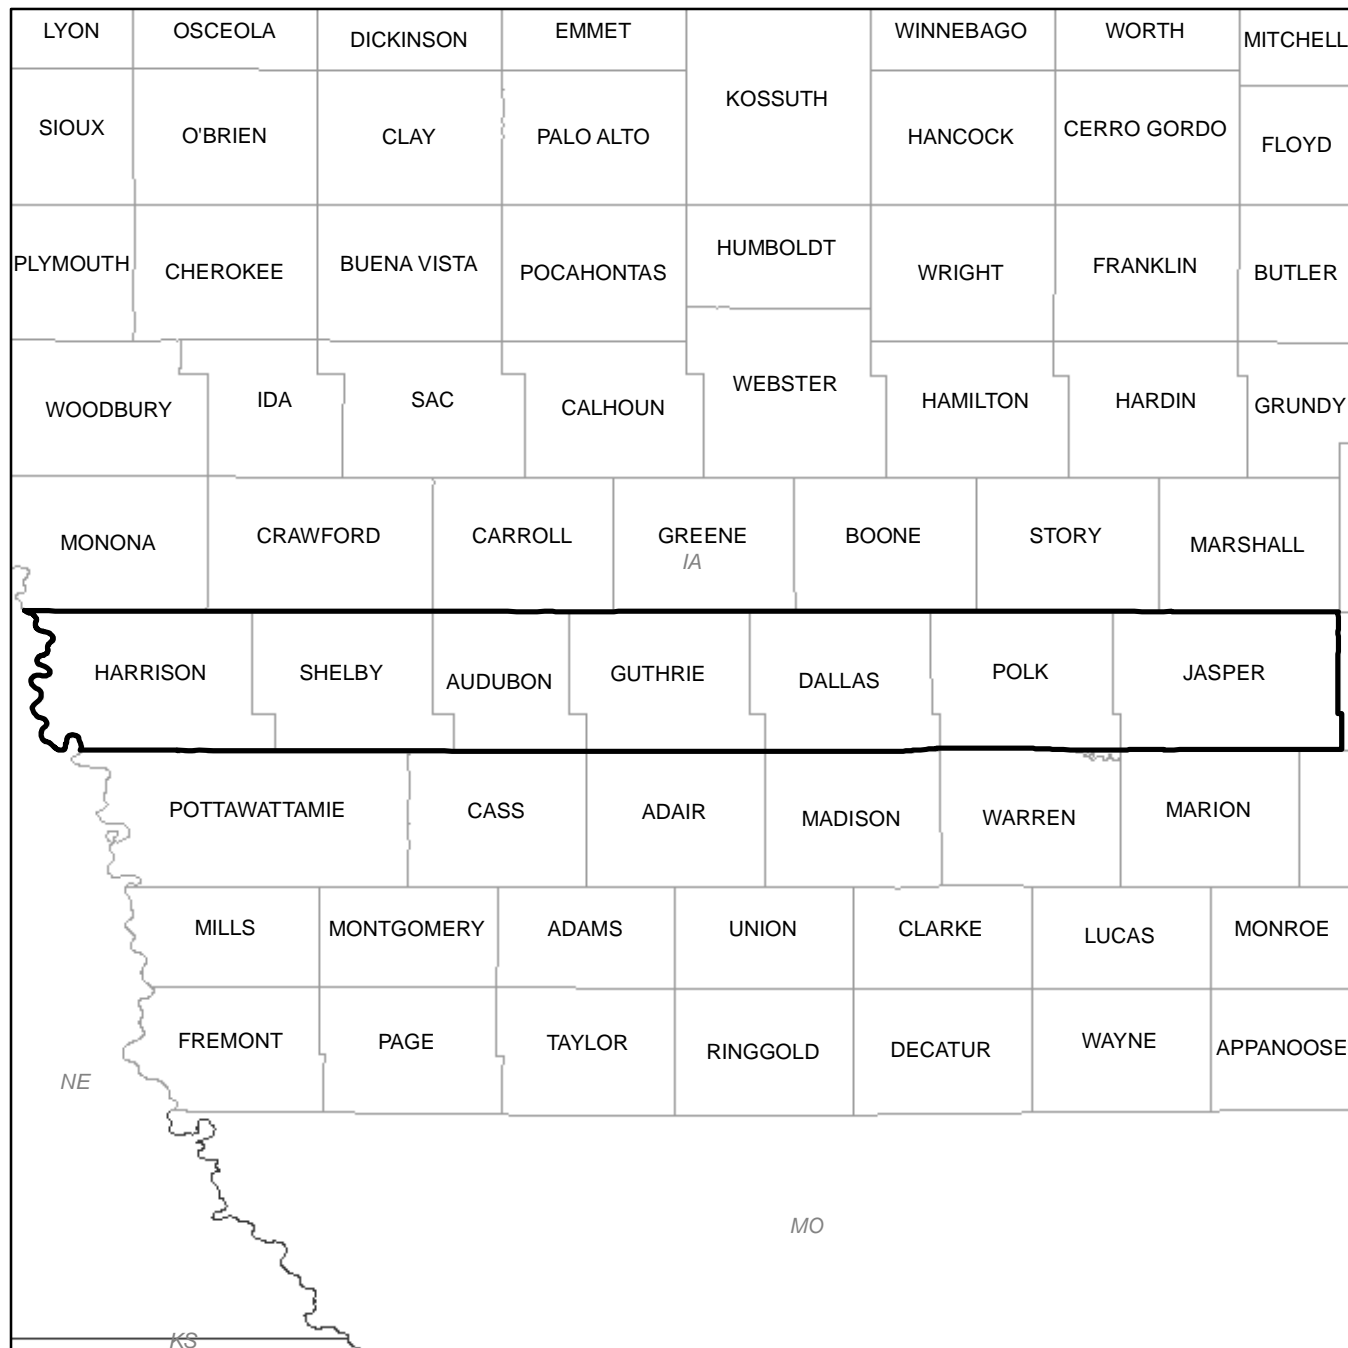 LYON OSCEOLA DICKINSON EMMET WINNEBAGO WORTH MITCHELL
KOSSUTH
SIOUX O'BRIEN CLAY PALO ALTO HANCOCK CERRO GORDO FLOYD
HUMBOLDT
PLYMOUTH CHEROKEE BUENA VISTA POCAHONTAS WRIGHT FRANKLIN BUTLER
WEBSTER
WOODBURY IDA SAC CALHOUN HAMILTON HARDIN GRUNDY
MONONA CRAWFORD CARROLL GREENE BOONE STORY MARSHALL
IA
HARRISON SHELBY AUDUBON GUTHRIE DALLAS POLK JASPER
POTTAWATTAMIE CASS ADAIR MADISON WARREN MARION
MILLS MONTGOMERY ADAMS UNION CLARKE LUCAS MONROE
FREMONT PAGE TAYLOR RINGGOLD DECATUR WAYNE APPANOOSE
NE
MO
KS